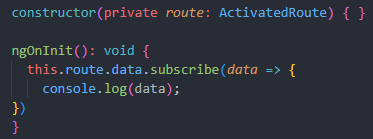 constructor(private route: ActivatedRoute) { }
ngOnInit(): void {
this.route.data.subscribe(data => {
console.log(data);
})
}